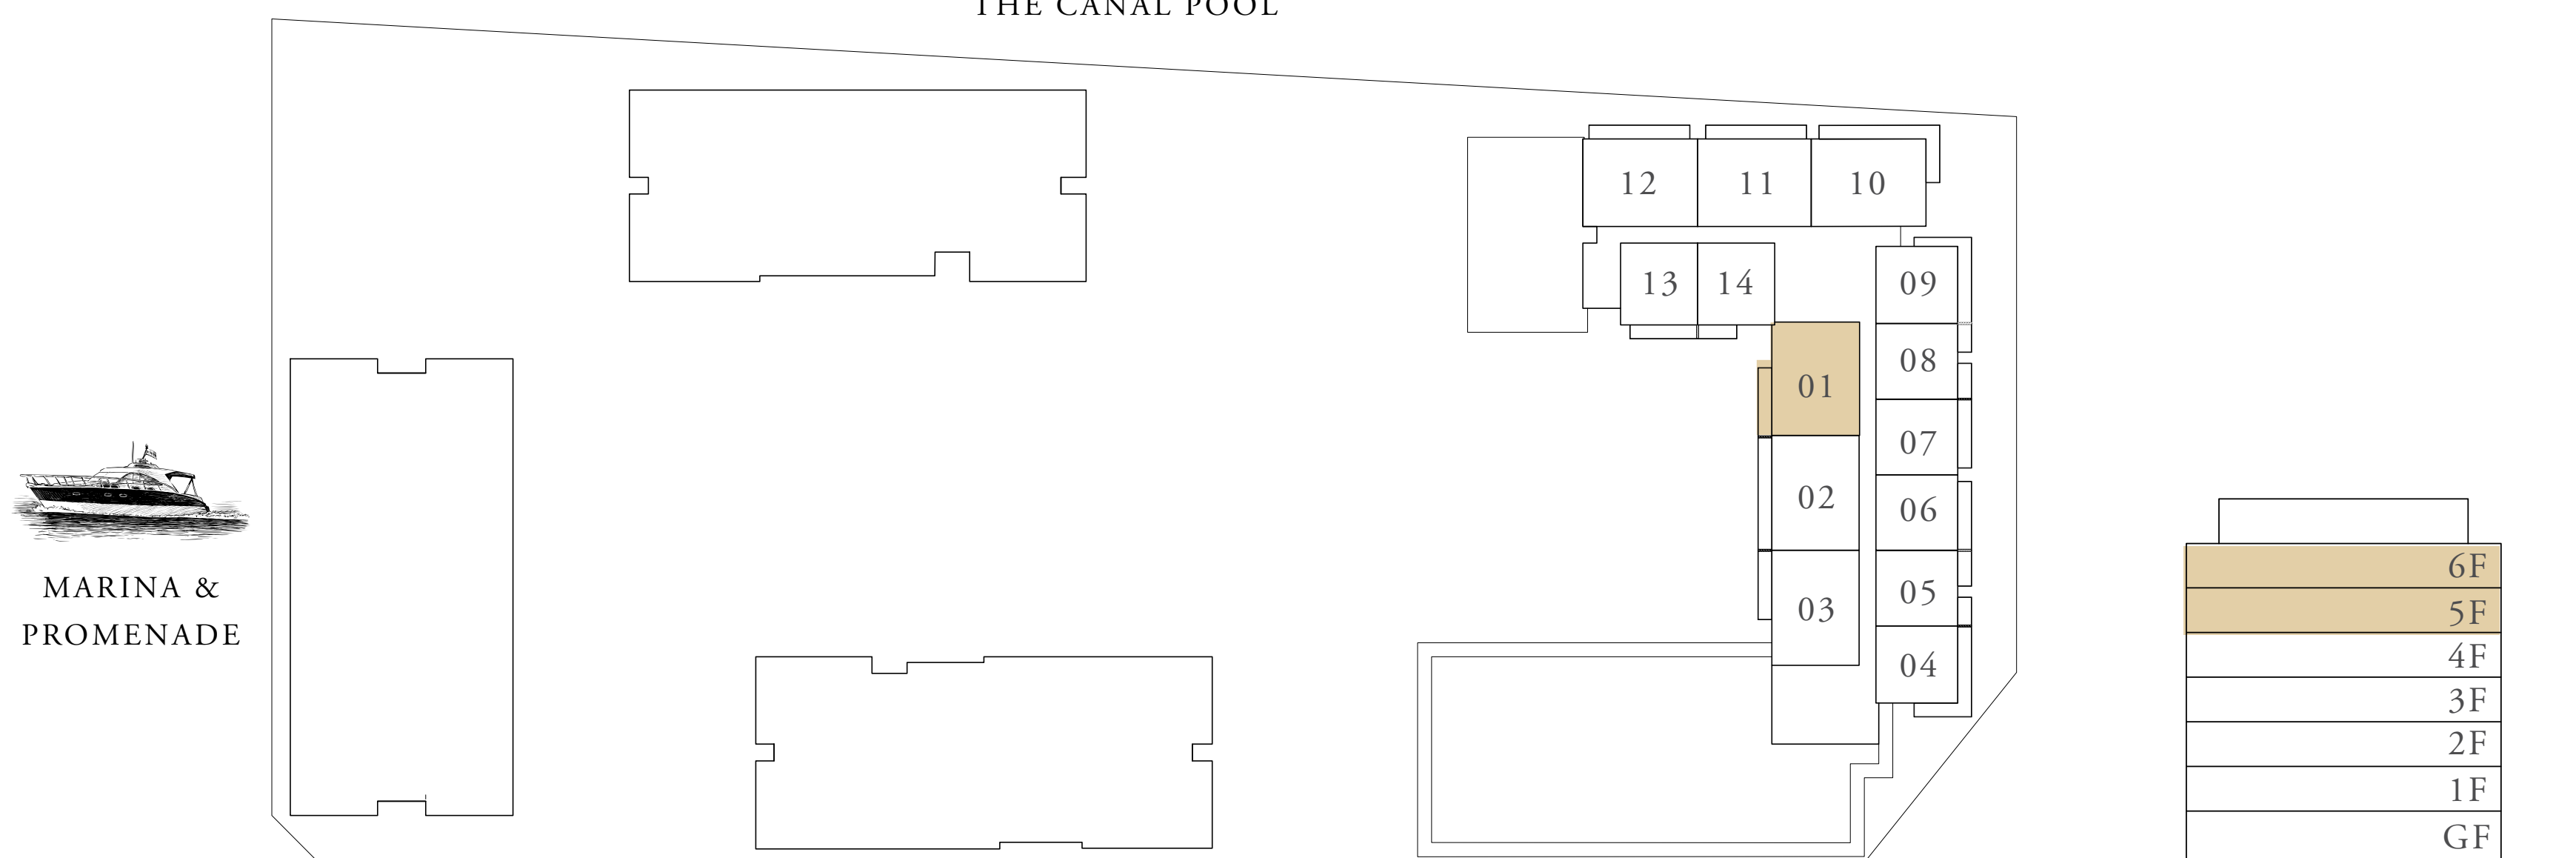 THE CANAL POOL
12 11 10
13 14 09
01 08
07
02 06
03 05
04
MARINA &
PROMENADE
6F
5F
4F
3F
2F
1F
GF